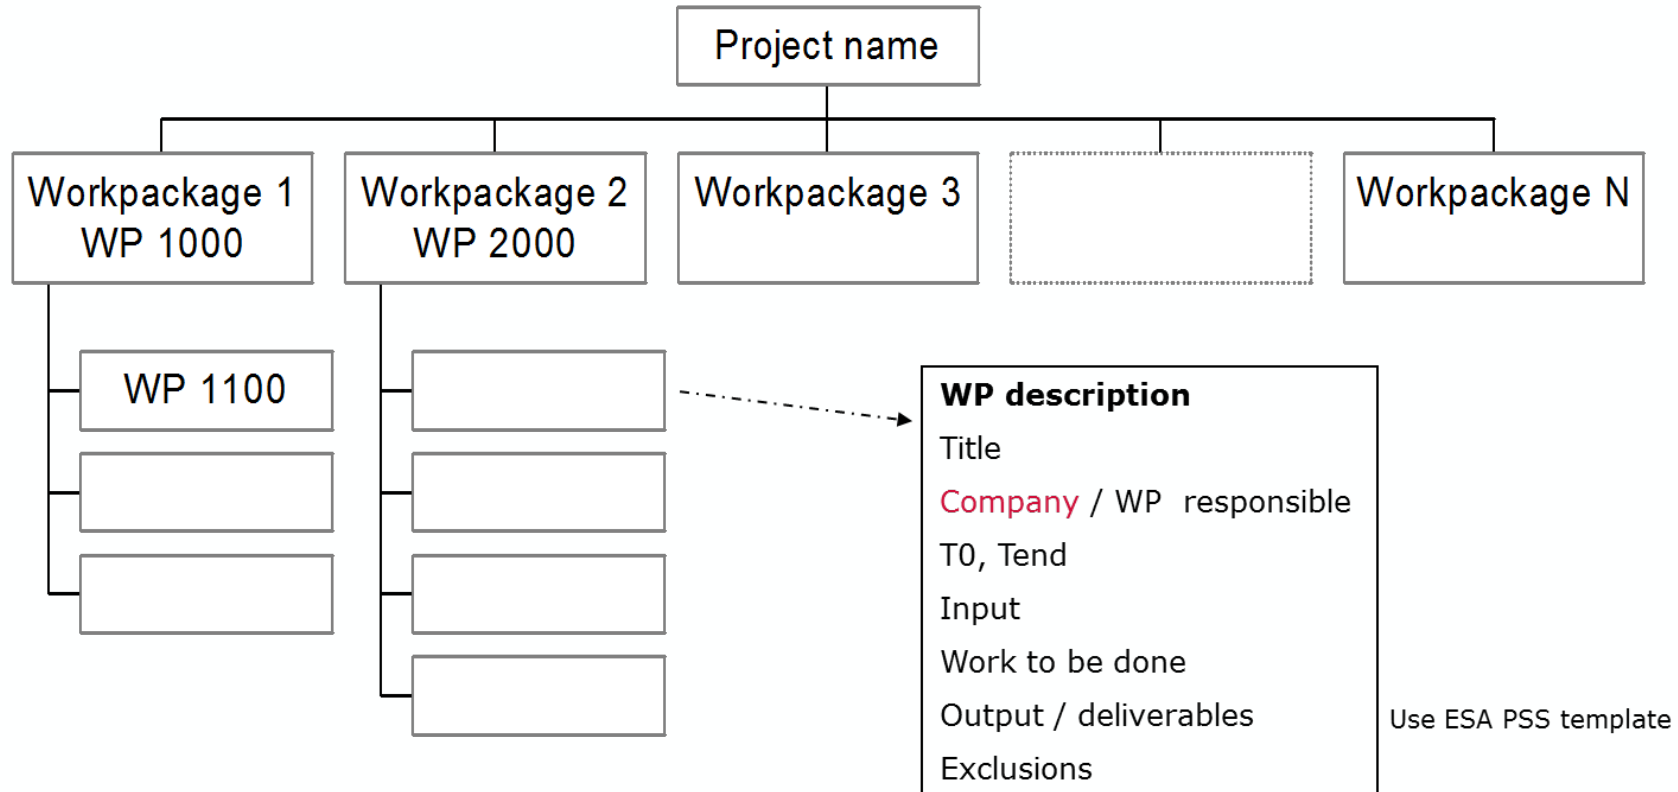 Project name
Workpackage 1
WP 1000
Workpackage 2
WP 2000
Workpackage 3
Workpackage N
WP 1100
WP description
Title
Company / WP responsible
T0, Tend
Input
Work to be done
Output / deliverables
Exclusions
Use ESA PSS template